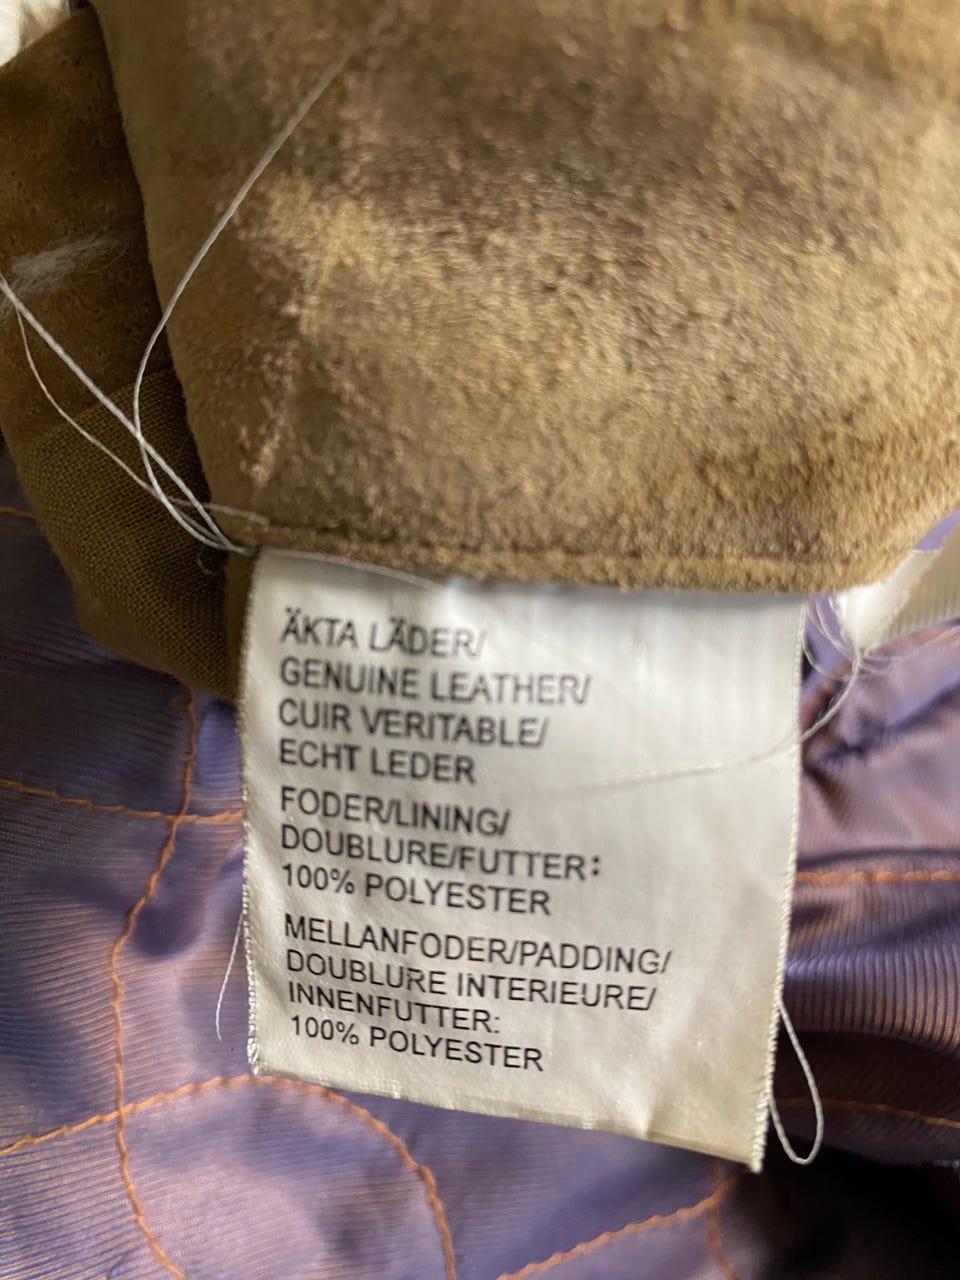 ÄKTA LÄDER/
GENUINE LEATHER/
CUIR VERITABLE/
ECHT LEDER
FODER/LINING/
DOUBLURE/FUTTER:
100% POLYESTER
MELLANFODER/PADDING/
DOUBLURE INTERIEURE/
INNENFUTTER:
100% POLYESTER